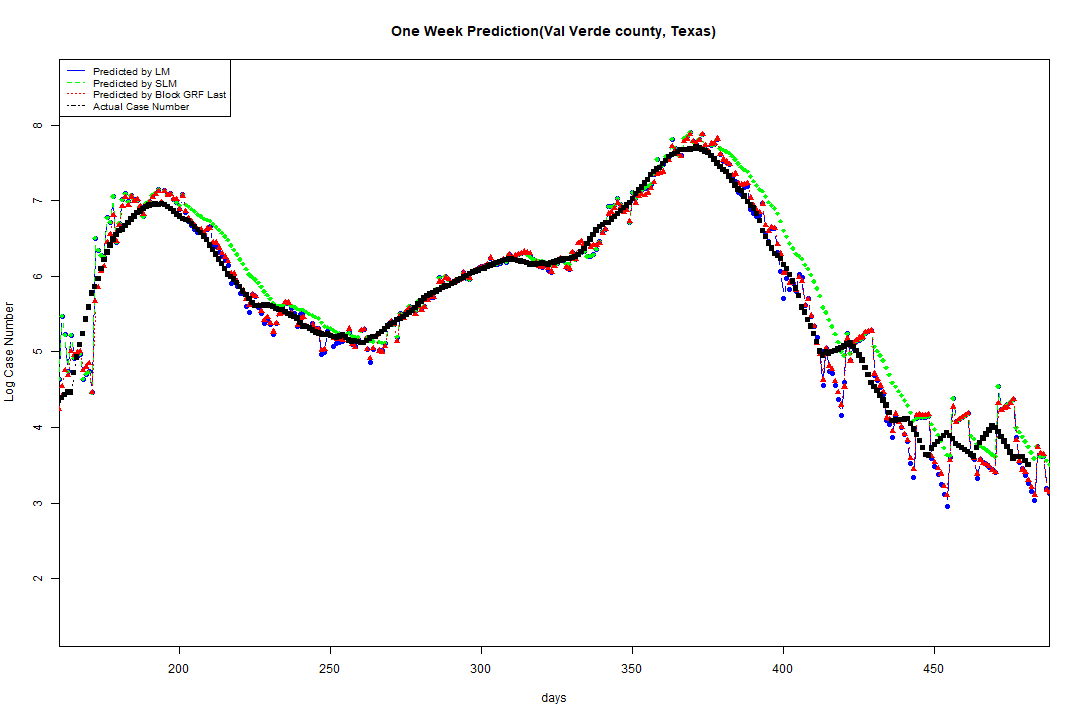 One Week Prediction(Val Verde county, Texas)
Predicted by LM
Predicted by SLM
Predicted by Block GRF Last
Actual Case Number
8
7
6
5
4
3
2
Log Case Number
200 250 300 350 400 450
days